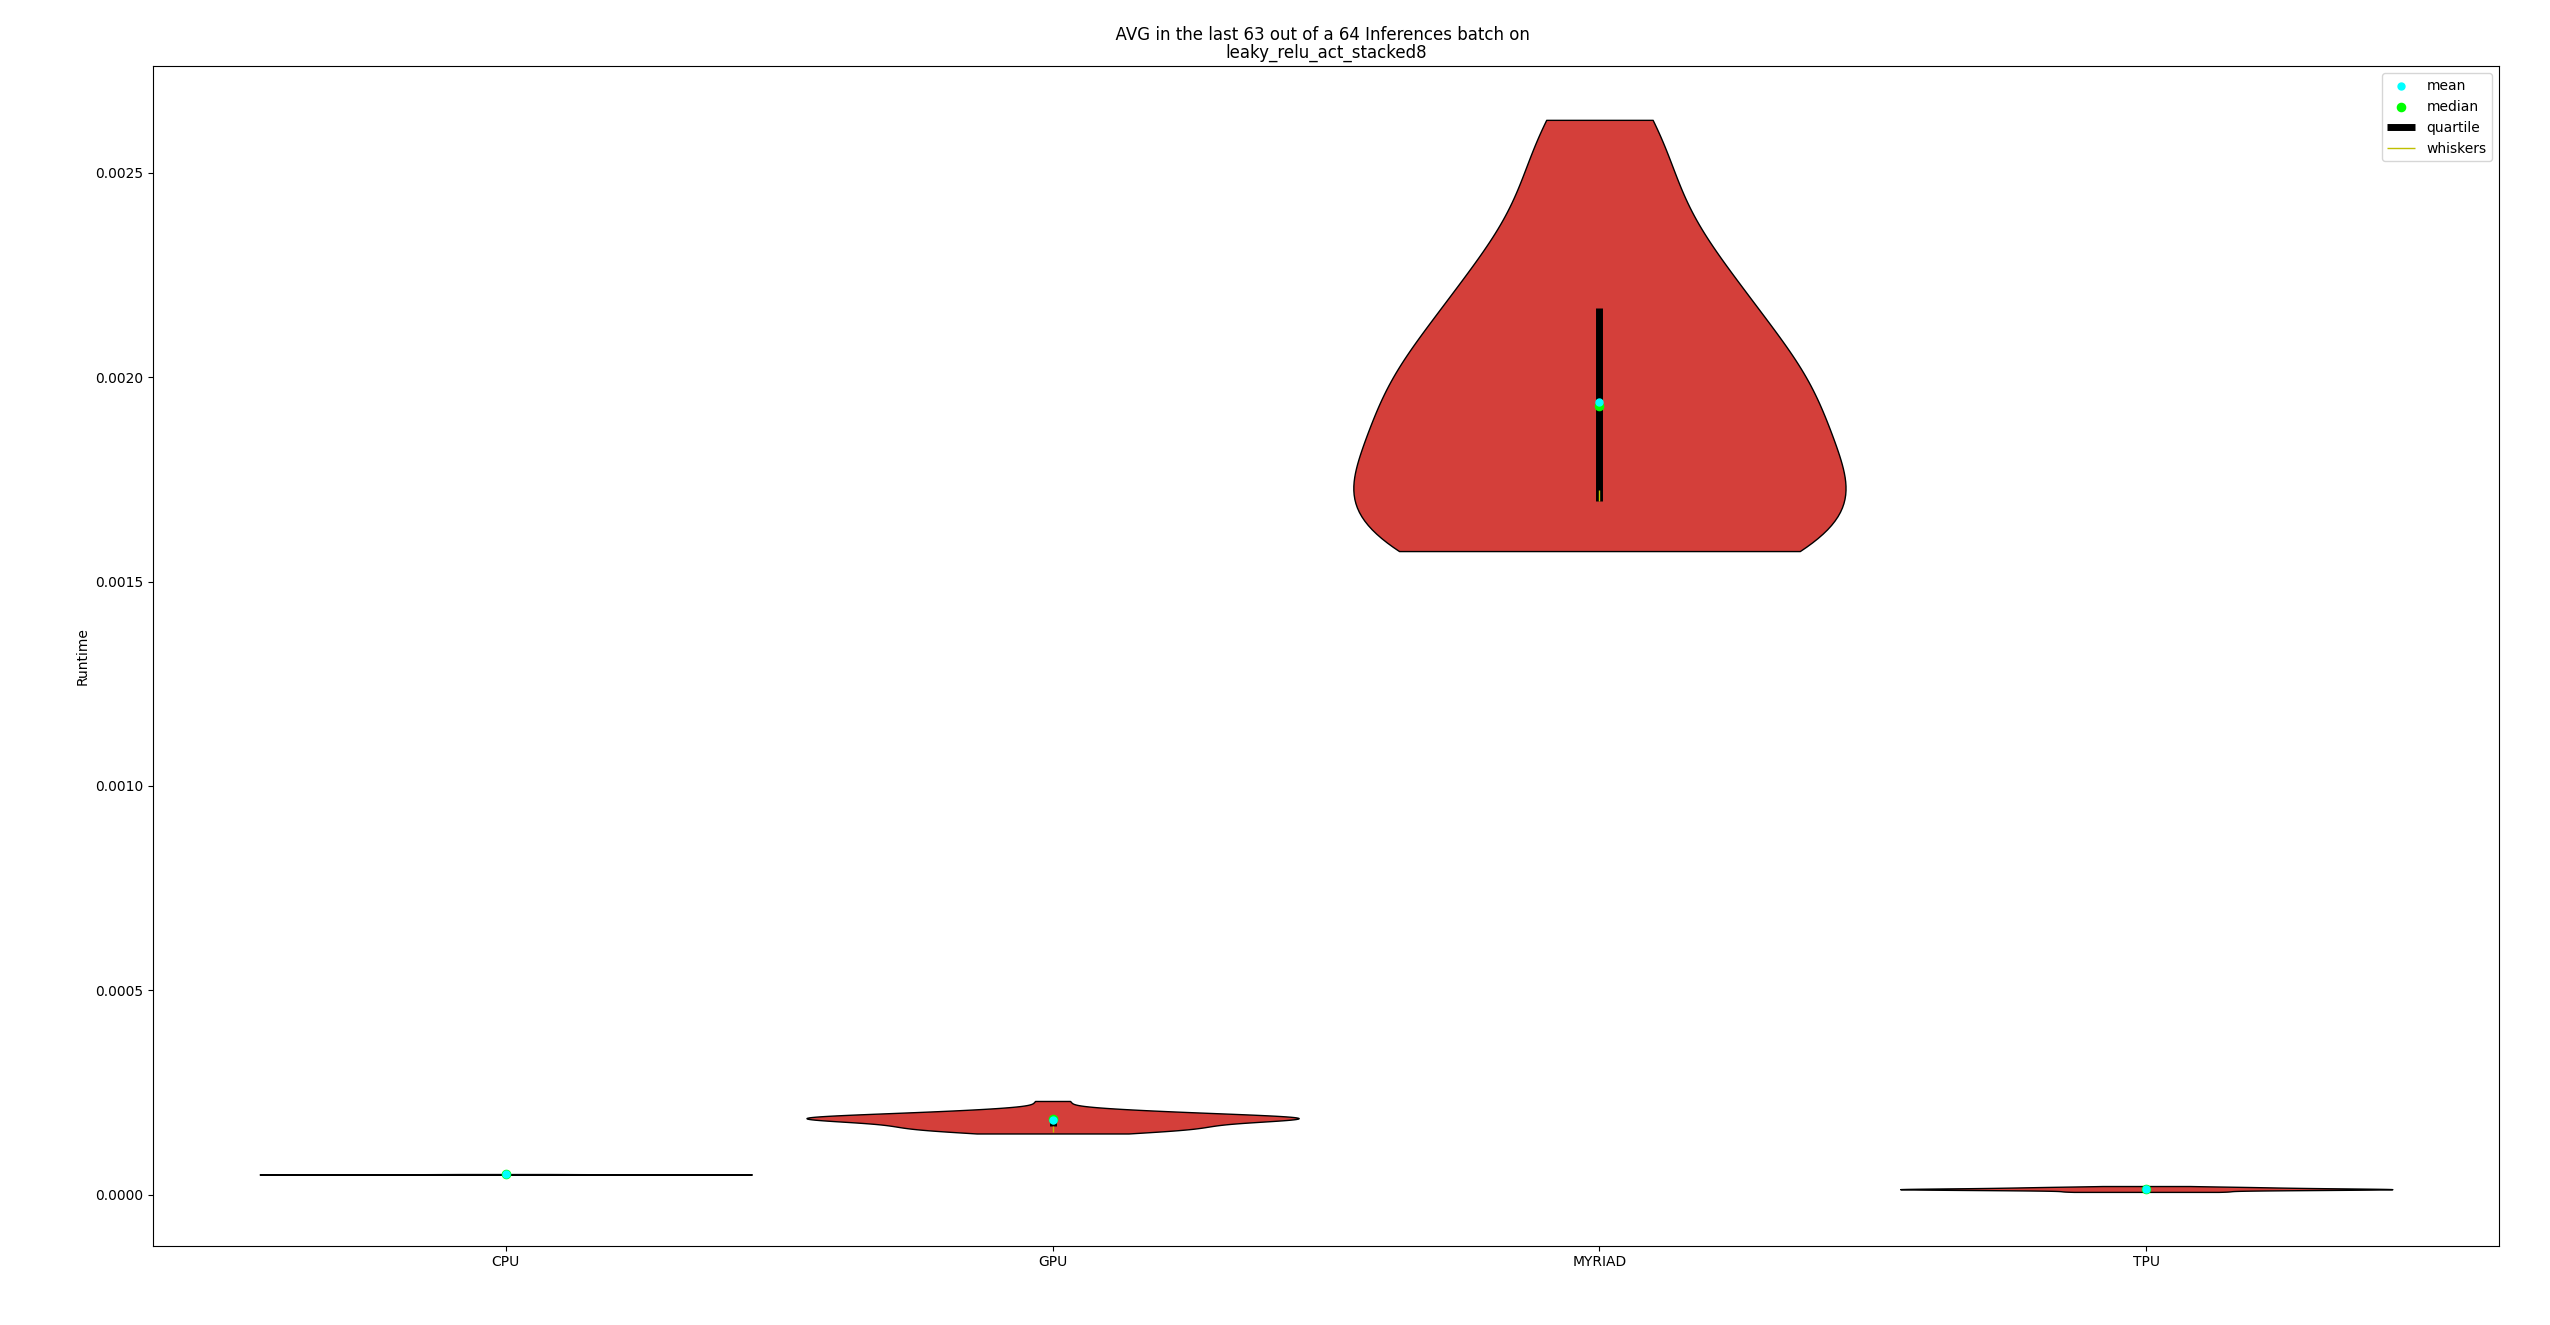 AVG in the last 63 out of a 64 Inferences batch on
leaky_relu_act_stacked8
mean
median
quartile
whiskers
0.0025
0.0020
0.0015
0.0010
0.0005
0.0000
Runtime
CPU
GPU
MYRIAD
TPU